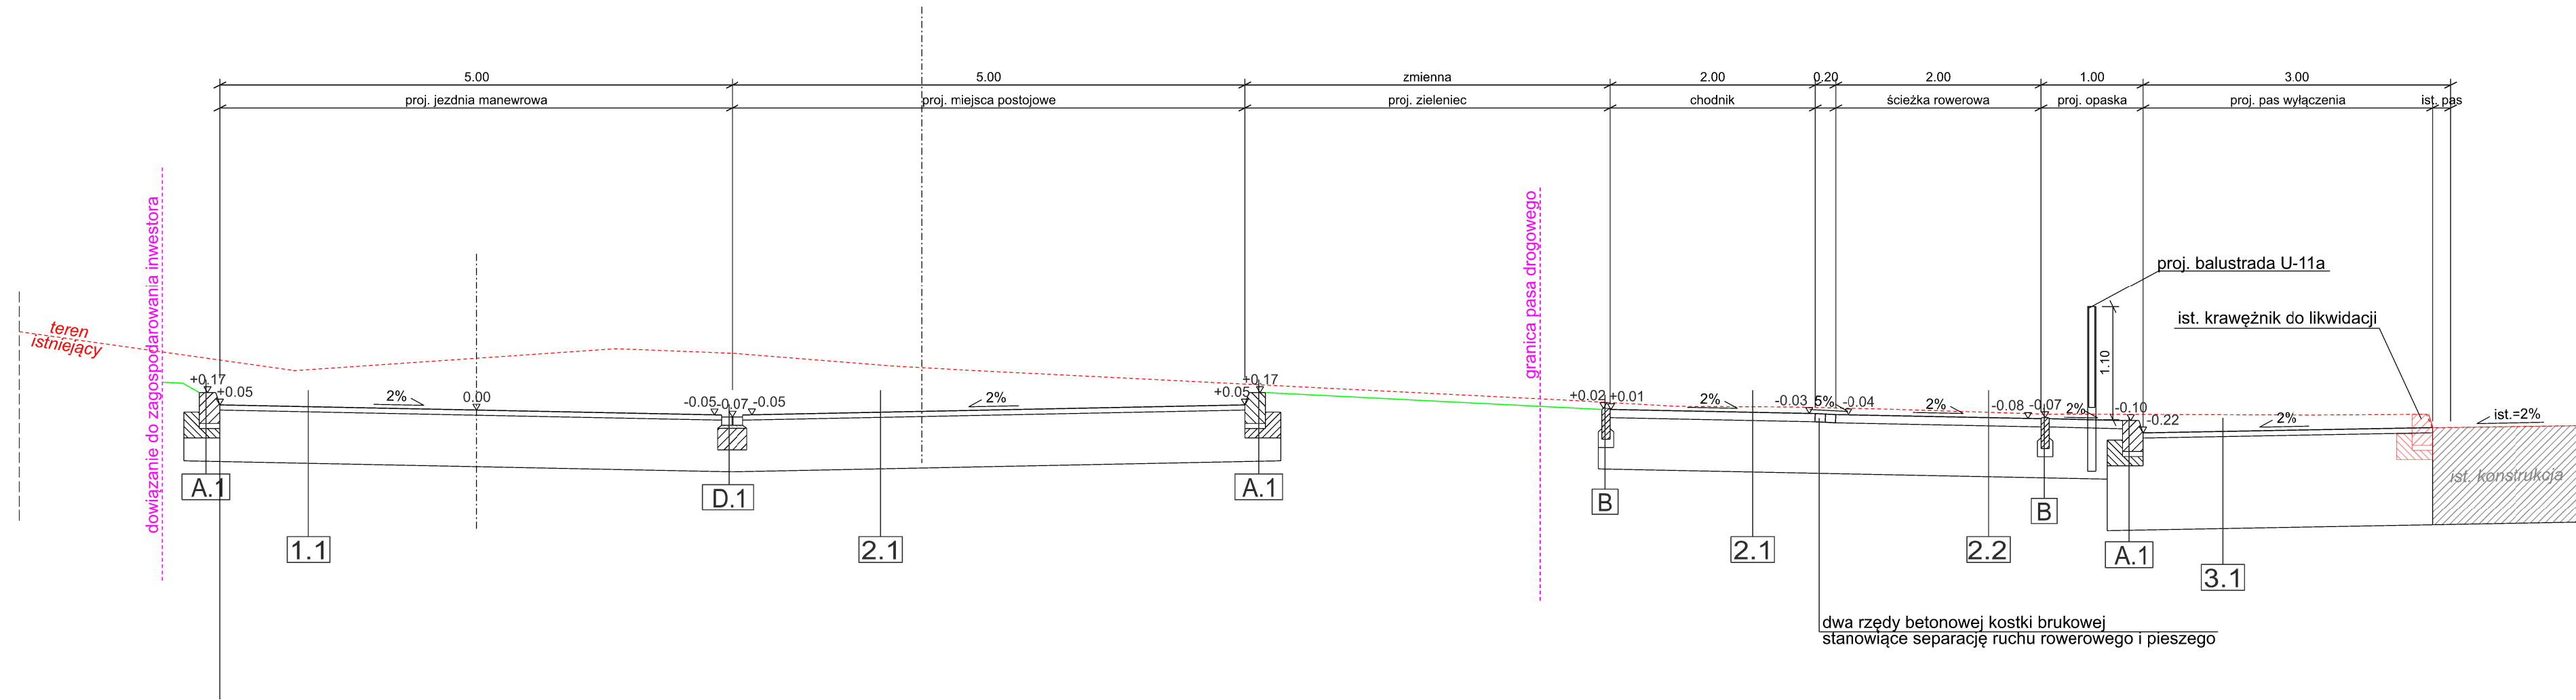 5.00 5.00 zmienna 2.00 0.20 2.00 1.00 3.00
proj. jezdnia manewrowa proj. miejsca postojowe proj. zieleniec chodnik ścieżka rowerowa proj. opaska proj. pas wyłączenia ist. pas
dowiązanie do zagospodarowania inwestora
granica pasa drogowego
proj. balustrada U-11a
ist. krawężnik do likwidacji
1.10
teren
istniejący
+0.17 +0.05 2% 0.00 -0.05 -0.07 -0.05 2% +0.05 +0.17 +0.02 +0.01 2% -0.03 5% -0.04 2% -0.08 -0.07 2% -0.10 -0.22 2% ist.=2%
ist. konstrukcja
A.1 D.1 A.1 B B A.1
1.1 2.1 2.1 2.2 3.1
dwa rzędy betonowej kostki brukowej
stanowiące separację ruchu rowerowego i pieszego